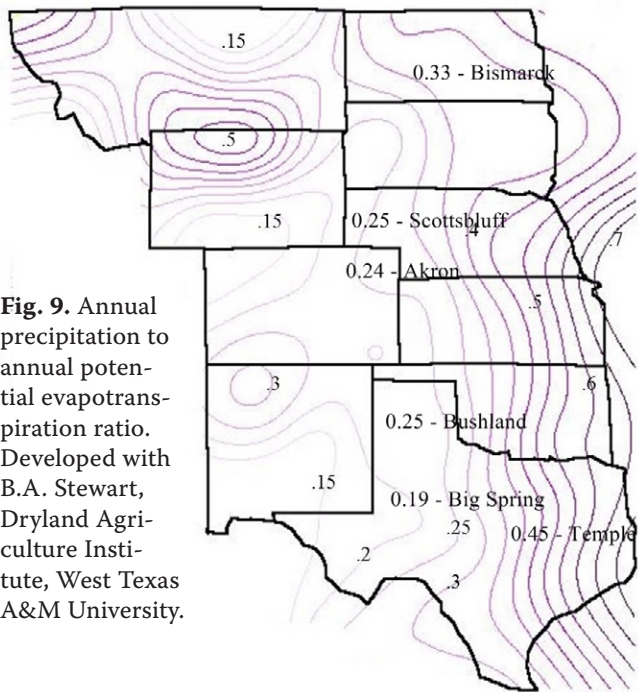 .15
0.33 - Bismarck
.5
.15
0.25 - Scottsbluff
.4
.7
0.24 - Akron
.5
.3
.6
0.25 - Bushland
.15
0.19 - Big Spring
.25
0.45 - Temple
.2
.3
Fig. 9. Annual
precipitation to
annual poten-
tial evapotrans-
piration ratio.
Developed with
B.A. Stewart,
Dryland Agri-
culture Insti-
tute, West Texas
A&M University.